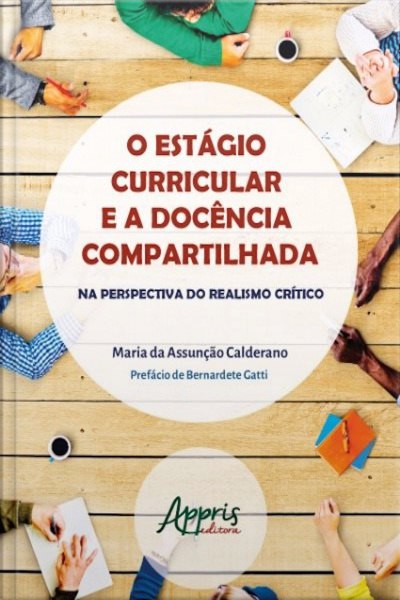 O ESTÁGIO
CURRICULAR
E A DOCÊNCIA
COMPARTILHADA
NA PERSPECTIVA DO REALISMO CRÍTICO
Maria da Assunção Calderano
Prefácio de Bernardete Gatti
Appris
editora